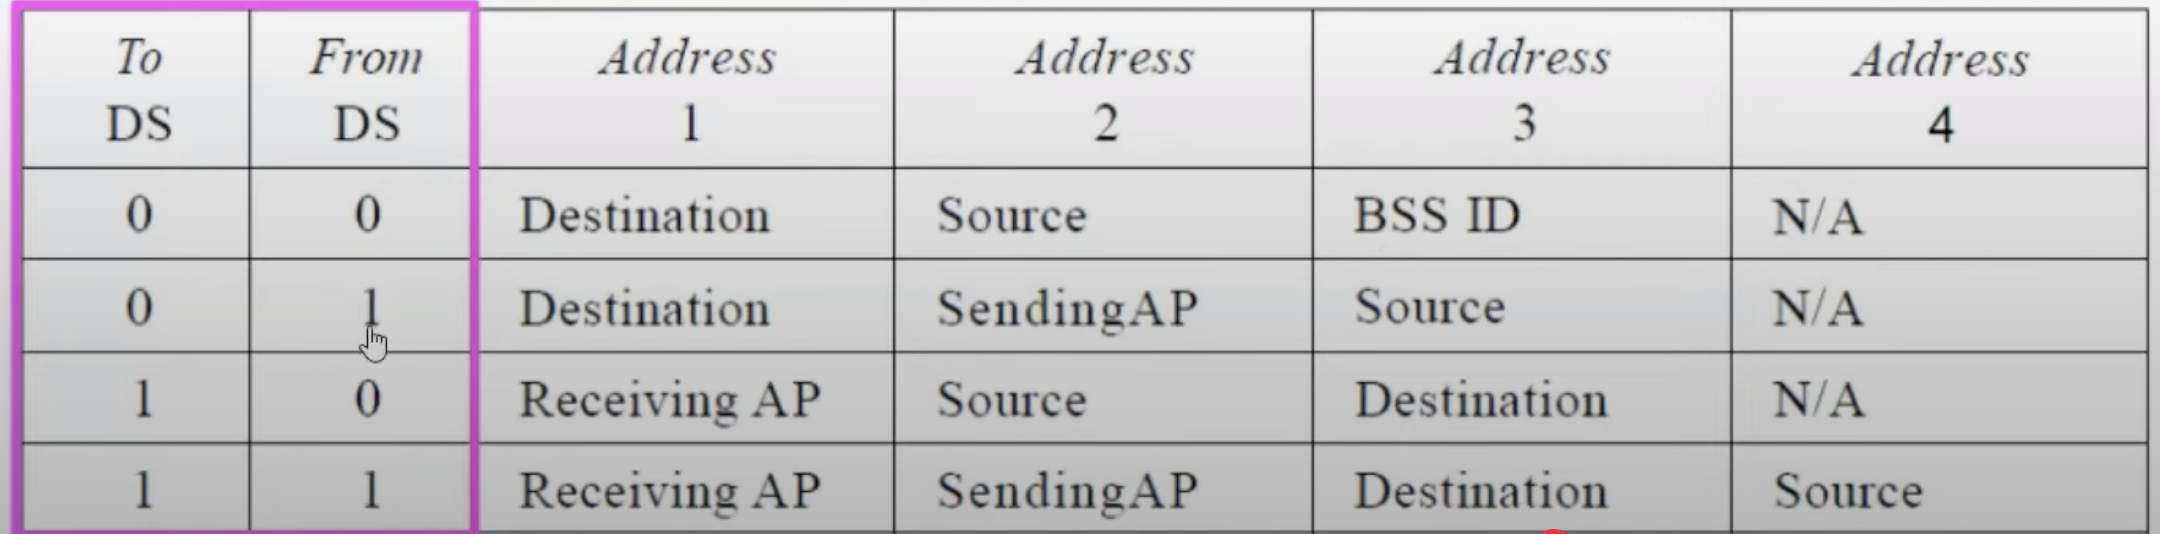 To DS From DS Address 1 Address 2 Address 3 Address 4
0 0 Destination Source BSS ID N/A
0 1 Destination SendingAP Source N/A
1 0 Receiving AP Source Destination N/A
1 1 Receiving AP SendingAP Destination Source